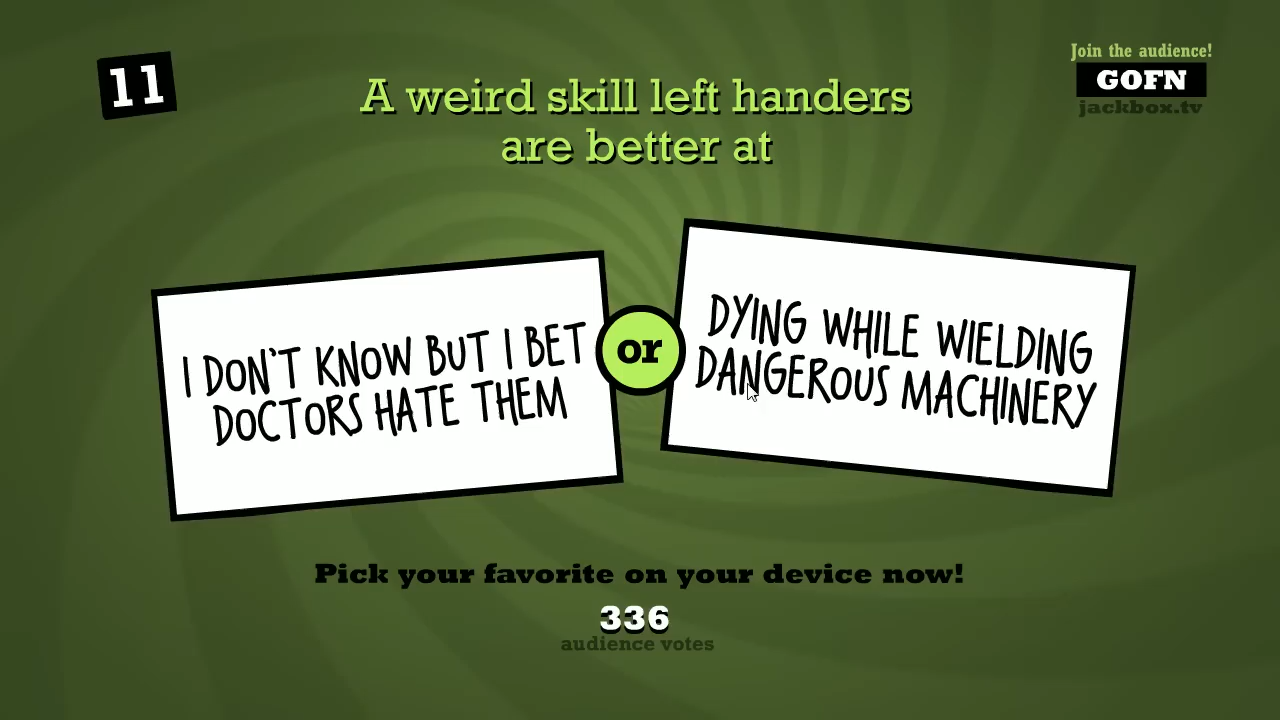 11
Join the audience!
GOFN
jackbox.tv
A weird skill left handers
are better at
I DON'T KNOW BUT I BET
DOCTORS HATE THEM
or
DYING WHILE WIELDING
DANGEROUS MACHINERY
Pick your favorite on your device now!
336
audience votes